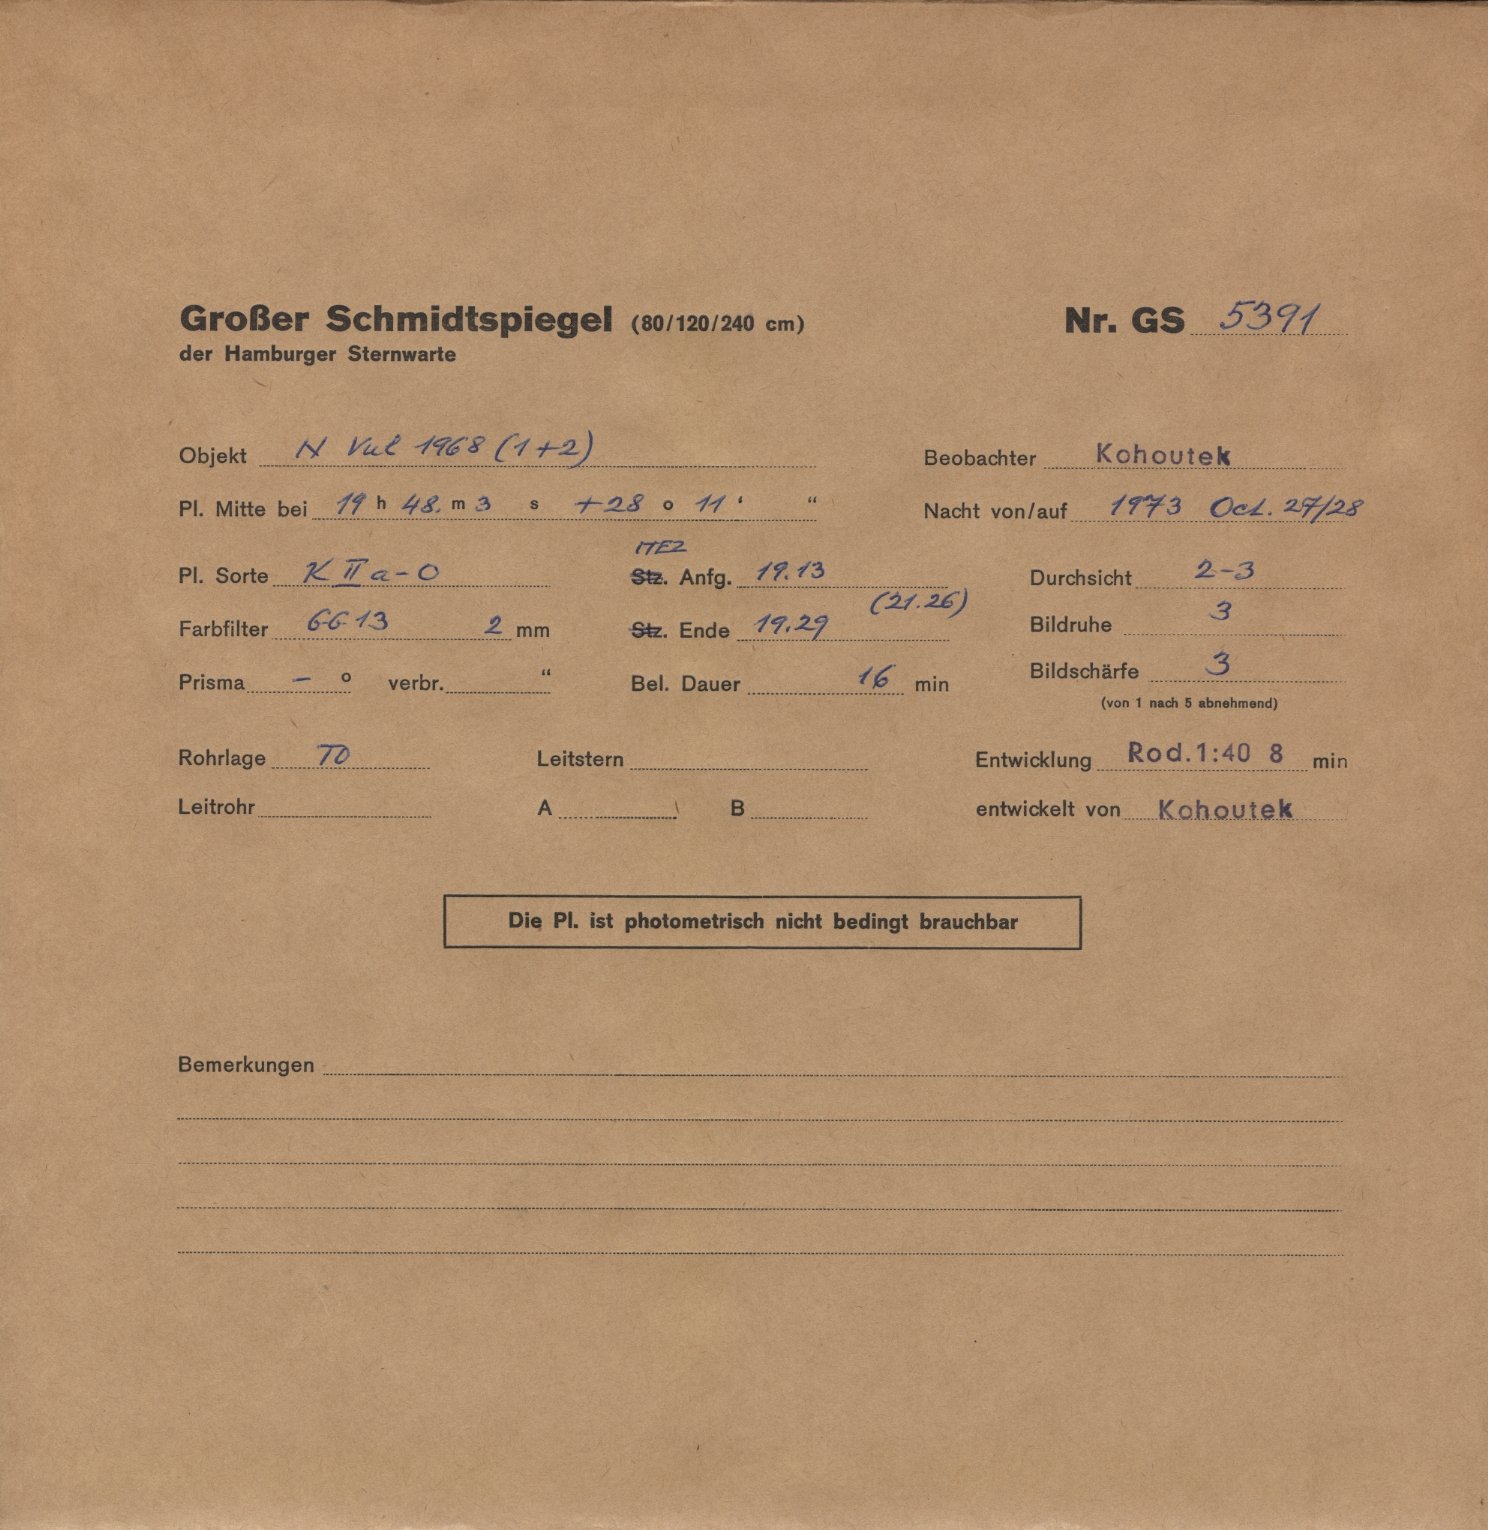 Großer Schmidtspiegel (80/120/240 cm) Nr. GS 5391
der Hamburger Sternwarte
Objekt N Vul 1968 (1+2) Beobachter Kohoutek
Pl. Mitte bei 19 h 48. m 3 s +28 o 11 ‘ “ Nacht von/auf 1973 Oct. 27/28
MEZ
Pl. Sorte K II a-O Stz. Anfg. 19.13 Durchsicht 2-3
(21.26)
Farbfilter GG13 2 mm Stz. Ende 19.29 Bildruhe 3
Prisma – o verbr. “ Bel. Dauer 16 min Bildschärfe 3
(von 1 nach 5 abnehmend)
Rohrlage TO Leitstern Entwicklung Rod.1:40 8 min
Leitrohr A B entwickelt von Kohoutek
Die Pl. ist photometrisch nicht bedingt brauchbar
Bemerkungen